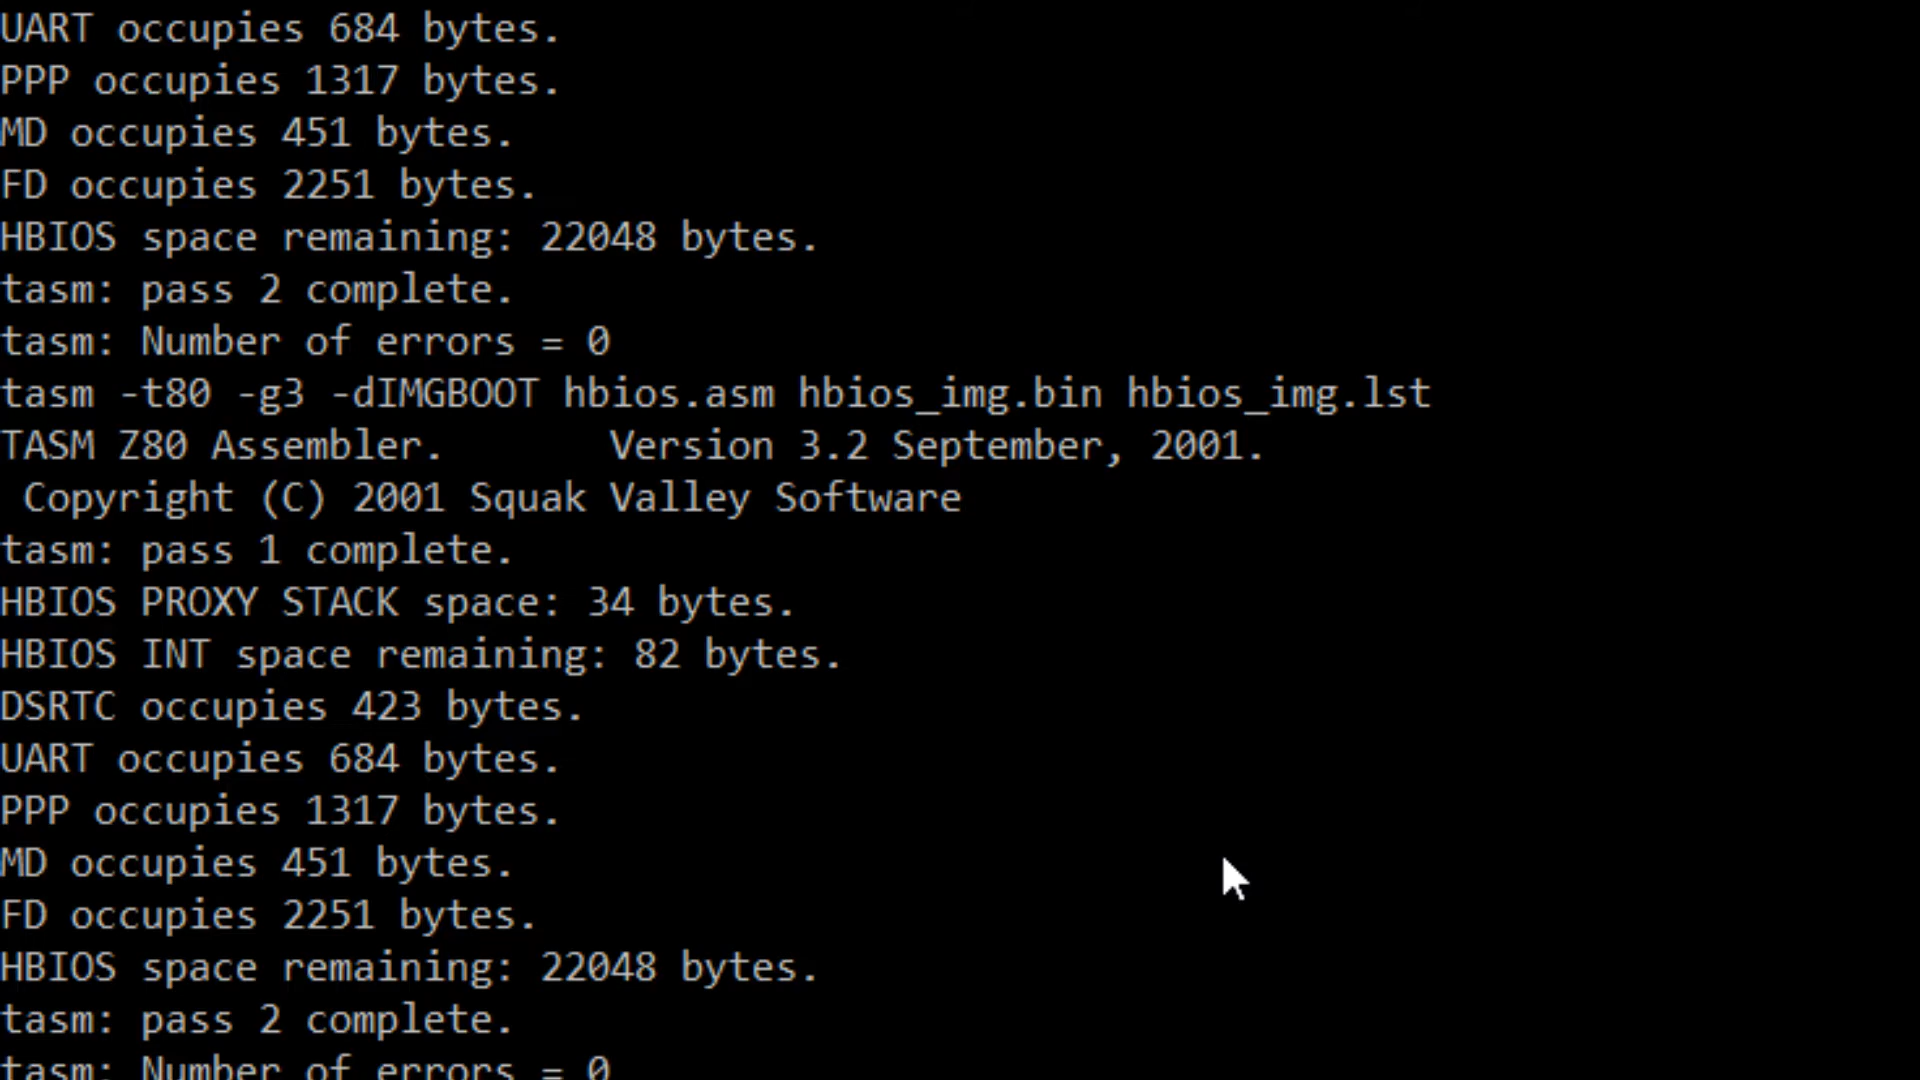 UART occupies 684 bytes.
PPP occupies 1317 bytes.
MD occupies 451 bytes.
FD occupies 2251 bytes.
HBIOS space remaining: 22048 bytes.
tasm: pass 2 complete.
tasm: Number of errors = 0
tasm -t80 -g3 -dIMGBOOT hbios.asm hbios_img.bin hbios_img.lst
TASM Z80 Assembler.       Version 3.2 September, 2001.
 Copyright (C) 2001 Squak Valley Software
tasm: pass 1 complete.
HBIOS PROXY STACK space: 34 bytes.
HBIOS INT space remaining: 82 bytes.
DSRTC occupies 423 bytes.
UART occupies 684 bytes.
PPP occupies 1317 bytes.
MD occupies 451 bytes.
FD occupies 2251 bytes.
HBIOS space remaining: 22048 bytes.
tasm: pass 2 complete.
tasm: Number of errors = 0